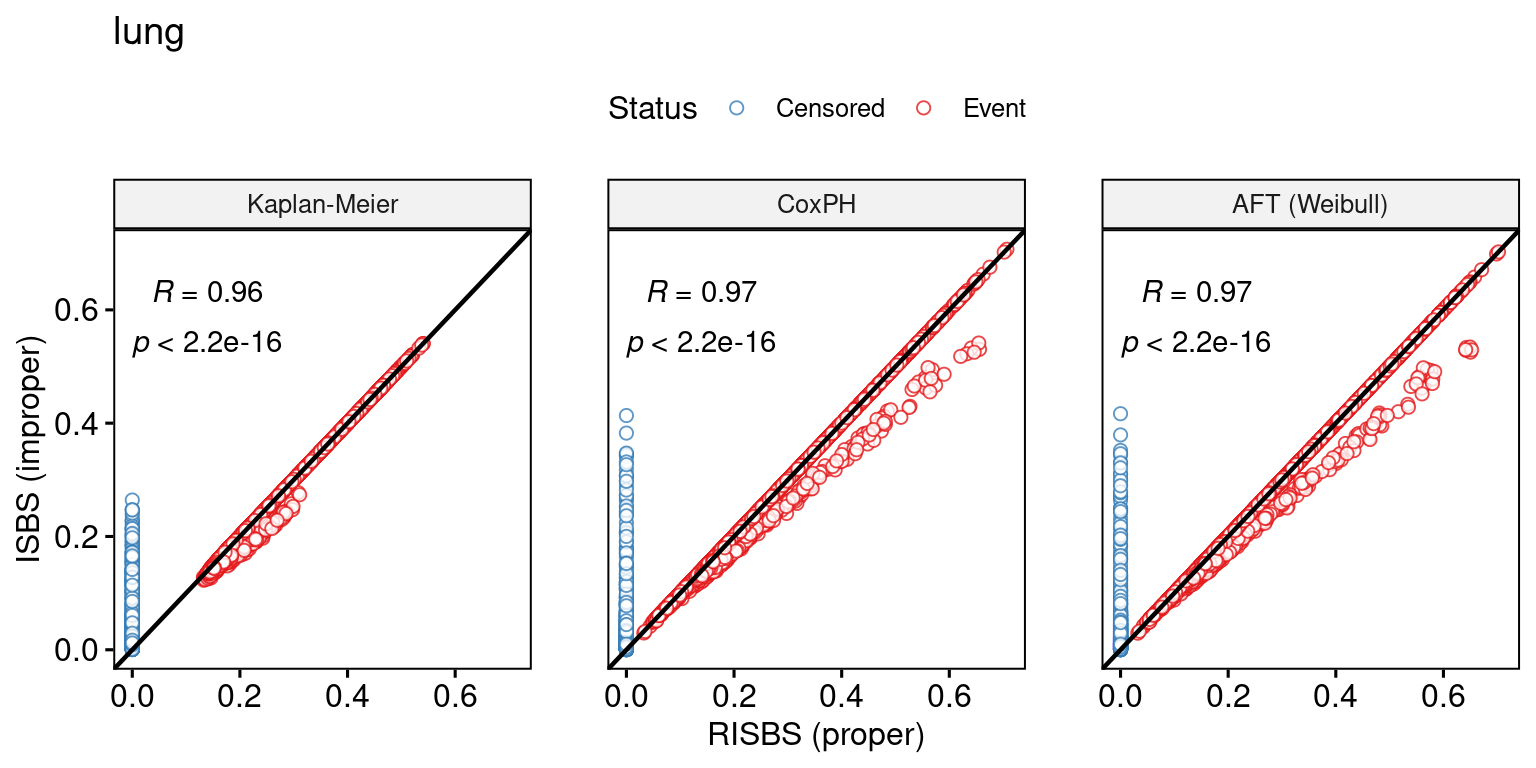 lung
Status Censored Event
Kaplan-Meier CoxPH AFT (Weibull)
R = 0.96 R = 0.97 R = 0.97
p < 2.2e-16 p < 2.2e-16 p < 2.2e-16
ISBS (improper)
0.6
0.4
0.2
0.0
0.0 0.2 0.4 0.6 0.0 0.2 0.4 0.6 0.0 0.2 0.4 0.6
RISBS (proper)